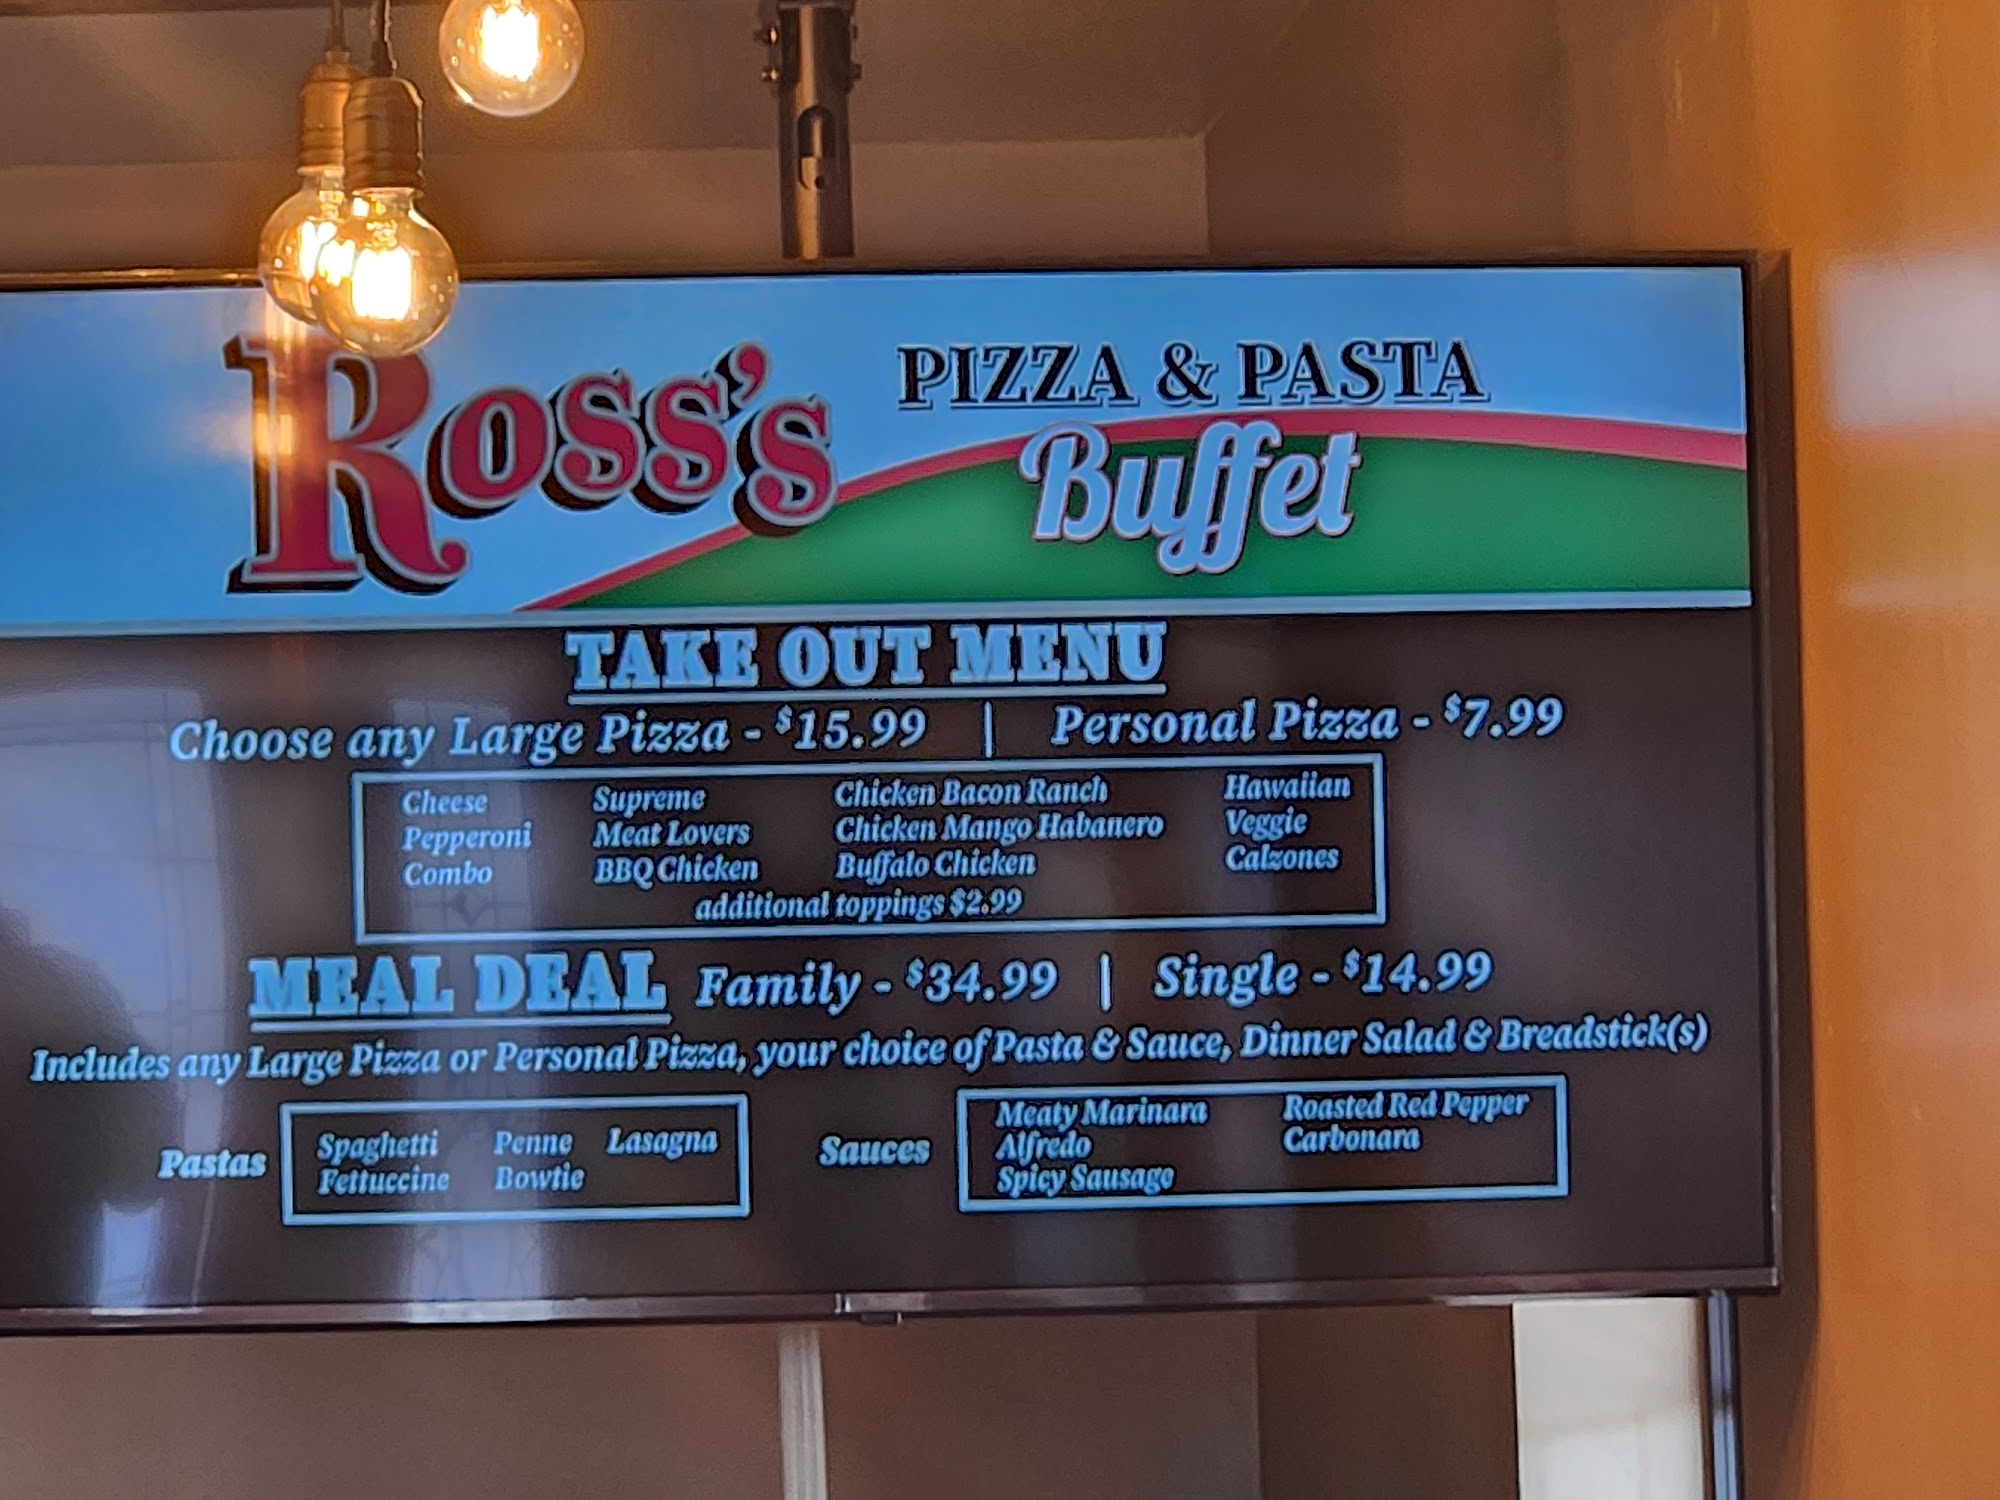 Ross's PIZZA & PASTA
Buffet
TAKE OUT MENU
Choose any Large Pizza - $15.99 | Personal Pizza - $7.99
Cheese Supreme Chicken Bacon Ranch Hawaiian
Pepperoni Meat Lovers Chicken Mango Habanero Veggie
Combo BBQ Chicken Buffalo Chicken Calzones
additional toppings $2.99
MEAL DEAL Family - $34.99 | Single - $14.99
Includes any Large Pizza or Personal Pizza, your choice of Pasta & Sauce, Dinner Salad & Breadstick(s)
Pastas
Spaghetti Penne Lasagna
Fettuccine Bowtie
Sauces
Meaty Marinara Roasted Red Pepper
Alfredo Carbonara
Spicy Sausage